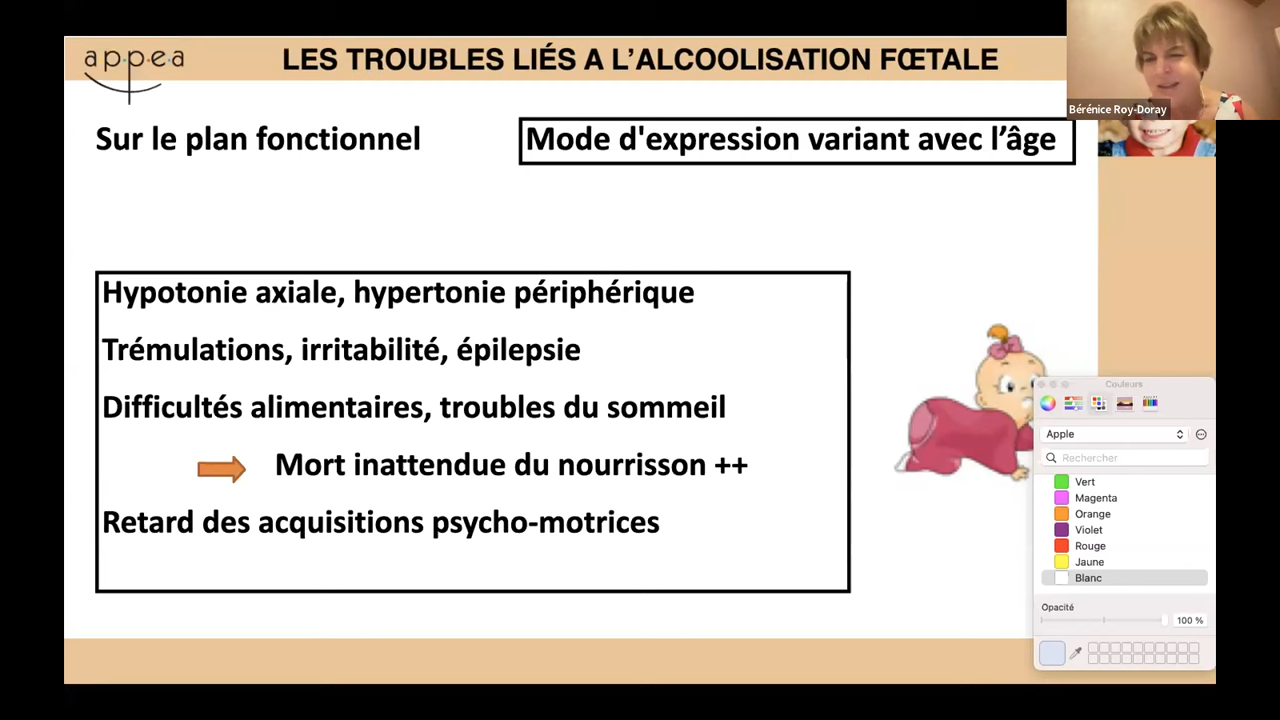 appea
LES TROUBLES LIÉS A L’ALCOOLISATION FŒTALE
Bérénice Roy-Doray
Sur le plan fonctionnel
Mode d'expression variant avec l’âge
Hypotonie axiale, hypertonie périphérique
Trémulations, irritabilité, épilepsie
Difficultés alimentaires, troubles du sommeil
Mort inattendue du nourrisson ++
Retard des acquisitions psycho-motrices
Couleurs
Apple
Rechercher
Vert
Magenta
Orange
Violet
Rouge
Jaune
Blanc
Opacité
100 %